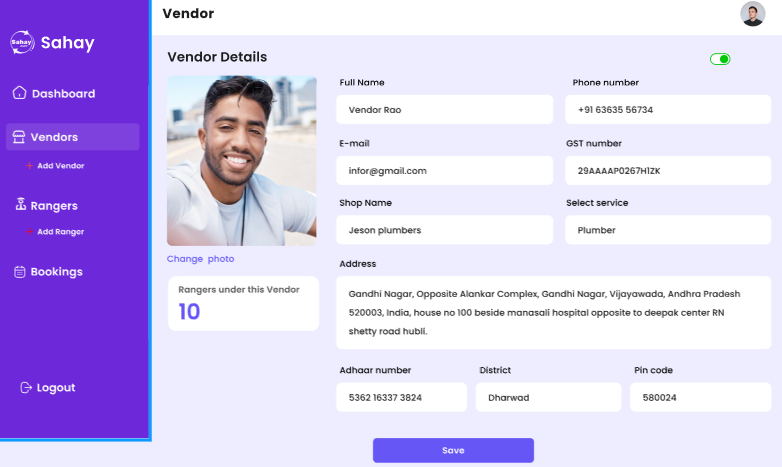 Vendor
Sahay
Sahay
Dashboard
Vendors
+ Add Vendor
Rangers
Add Ranger
Bookings
Logout
Vendor Details
Change photo
Rangers under this Vendor
10
Full Name
Phone number
Vendor Rao
+91 63635 56734
E-mail
GST number
infor@gmail.com
29AAAAP0267H1ZK
Shop Name
Select service
Jeson plumbers
Plumber
Address
Gandhi Nagar, Opposite Alankar Complex, Gandhi Nagar, Vijayawada, Andhra Pradesh
520003, India, house no 100 beside manasali hospital opposite to deepak center RN
shetty road hubli.
Adhaar number
District
Pin code
5362 16337 3824
Dharwad
580024
Save